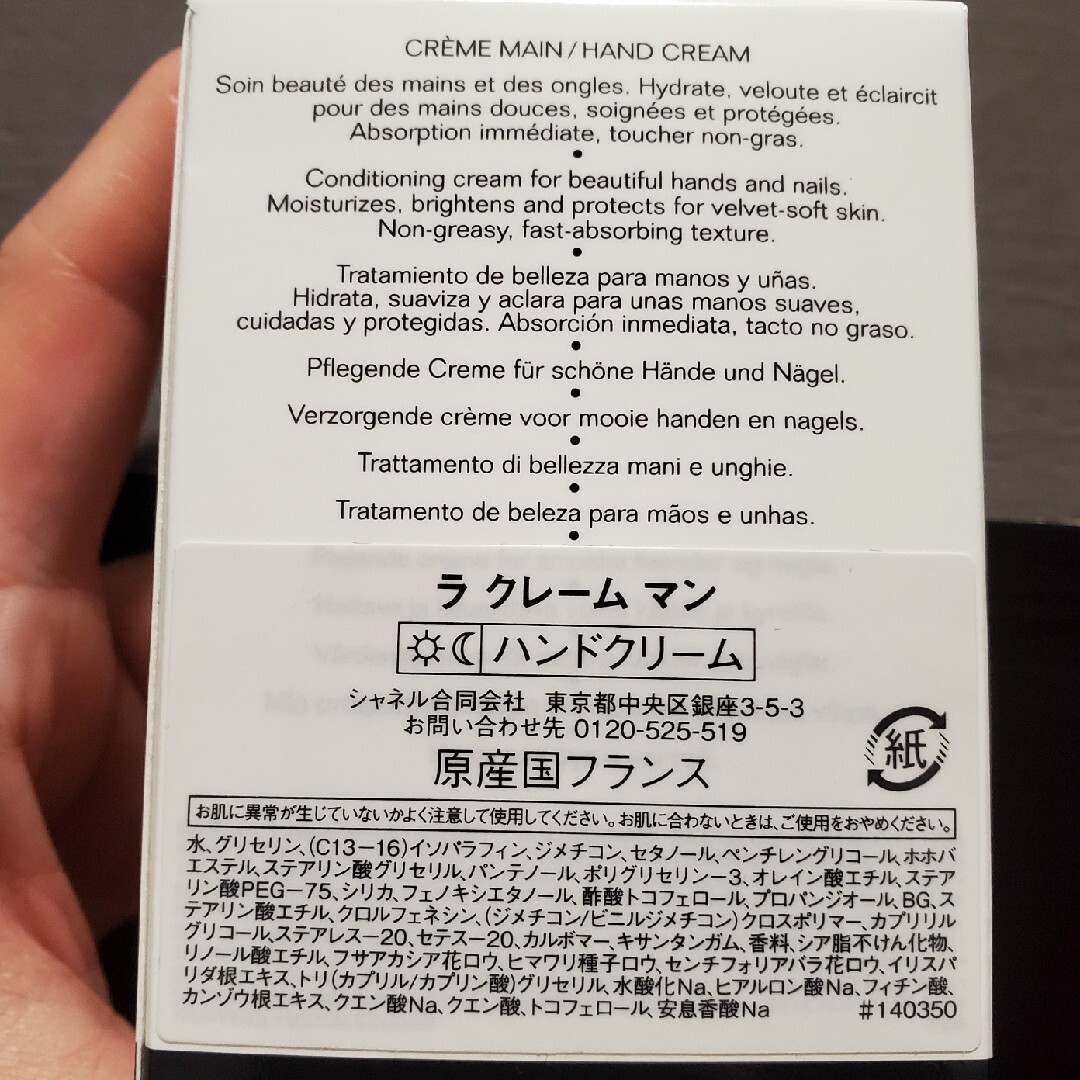 CRÈME MAIN/HAND CREAM
Soin beauté des mains et des ongles. Hydrate, veloute et éclaircit
pour des mains douces, soignées et protégées.
Absorption immédiate, toucher non-gras.
•
Conditioning cream for beautiful hands and nails.
Moisturizes, brightens and protects for velvet-soft skin.
Non-greasy, fast-absorbing texture.
•
Tratamiento de belleza para manos y uñas.
Hidrata, suaviza y aclara para unas manos suaves,
cuidadas y protegidas. Absorción inmediata, tacto no graso.
•
Pflegende Creme für schöne Hände und Nägel.
•
Verzorgende crème voor mooie handen en nagels.
•
Trattamento di bellezza mani e unghie.
•
Tratamento de beleza para mãos e unhas.
•
ラ クレーム マン
ハンドクリーム
シャネル合同会社 東京都中央区銀座3-5-3
お問い合わせ先 0120-525-519
原産国フランス
紙
お肌に異常が生じていないかよく注意して使用してください。お肌に合わないときは、ご使用をおやめください。
水、グリセリン、(C13－16)イソパラフィン、ジメチコン、セタノール、ペンチレングリコール、ホホバ
エステル、ステアリン酸グリセリル、パンテノール、ポリグリセリン－3、オレイン酸エチル、ステア
リン酸PEG－75、シリカ、フェノキシエタノール、酢酸トコフェロール、プロパンジオール、BG、ス
テアリン酸エチル、クロルフェネシン、(ジメチコン/ビニルジメチコン)クロスポリマー、カプリリル
グリコール、ステアレス－20、セテス－20、カルボマー、キサンタンガム、香料、シア脂不けん化物、
リノール酸エチル、フサアカシア花ロウ、ヒマワリ種子ロウ、センチフォリアバラ花ロウ、イリスパ
リダ根エキス、トリ(カプリル/カプリン酸)グリセリル、水酸化Na、ヒアルロン酸Na、フィチン酸、
カンゾウ根エキス、クエン酸Na、クエン酸、トコフェロール、安息香酸Na #140350